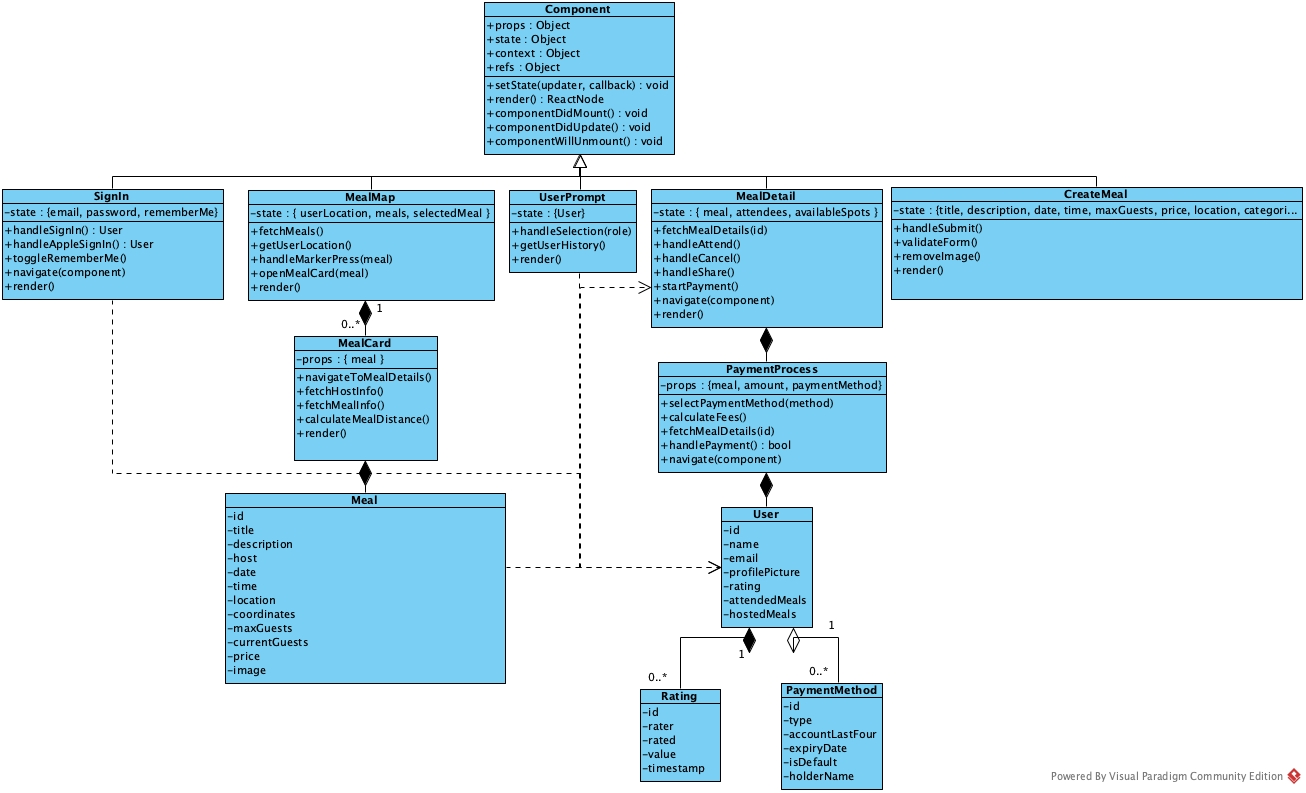 Component
+props : Object
+state : Object
+context : Object
+refs : Object
+setState(updater, callback) : void
+render() : ReactNode
+componentDidMount() : void
+componentDidUpdate() : void
+componentWillUnmount() : void
SignIn
-state : {email, password, rememberMe}
+handleSignIn() : User
+handleAppleSignIn() : User
+toggleRememberMe()
+navigate(component)
+render()
MealMap
-state : { userLocation, meals, selectedMeal }
+fetchMeals()
+getUserLocation()
+handleMarkerPress(meal)
+openMealCard(meal)
+render()
UserPrompt
-state : {User}
+handleSelection(role)
+getUserHistory()
+render()
MealDetail
-state : { meal, attendees, availableSpots }
+fetchMealDetails(id)
+handleAttend()
+handleCancel()
+handleShare()
+startPayment()
+navigate(component)
+render()
CreateMeal
-state : {title, description, date, time, maxGuests, price, location, categori...
+handleSubmit()
+validateForm()
+removeImage()
+render()
1
0..*
MealCard
-props : { meal }
+navigateToMealDetails()
+fetchHostInfo()
+fetchMealInfo()
+calculateMealDistance()
+render()
PaymentProcess
-props : {meal, amount, paymentMethod}
+selectPaymentMethod(method)
+calculateFees()
+fetchMealDetails(id)
+handlePayment() : bool
+navigate(component)
Meal
-id
-title
-description
-host
-date
-time
-location
-coordinates
-maxGuests
-currentGuests
-price
-image
User
-id
-name
-email
-profilePicture
-rating
-attendedMeals
-hostedMeals
1
0..*
1
0..*
Rating
-id
-rater
-rated
-value
-timestamp
PaymentMethod
-id
-type
-accountLastFour
-expiryDate
-isDefault
-holderName
Powered By Visual Paradigm Community Edition